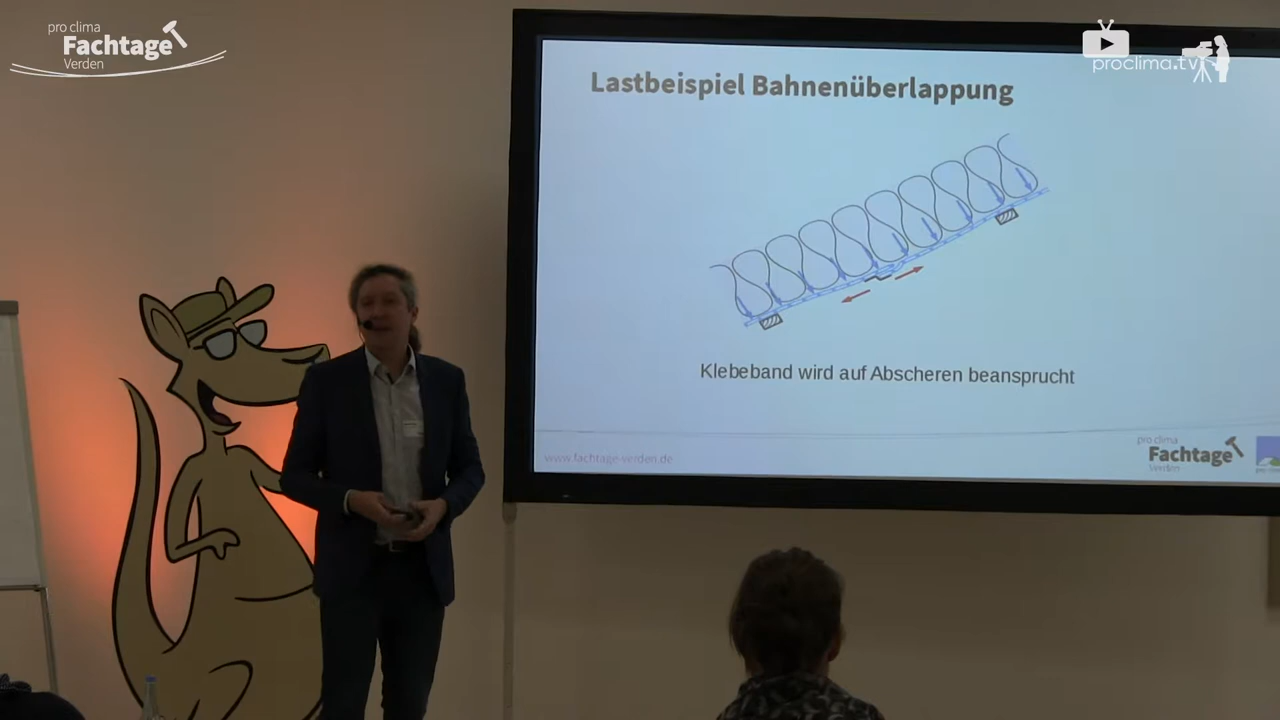 pro clima
Fachtage
Verden
proclima.tv
Lastbeispiel Bahnenüberlappung
Klebeband wird auf Abscheren beansprucht
www.fachtage-verden.de
pro clima
Fachtage
Verden